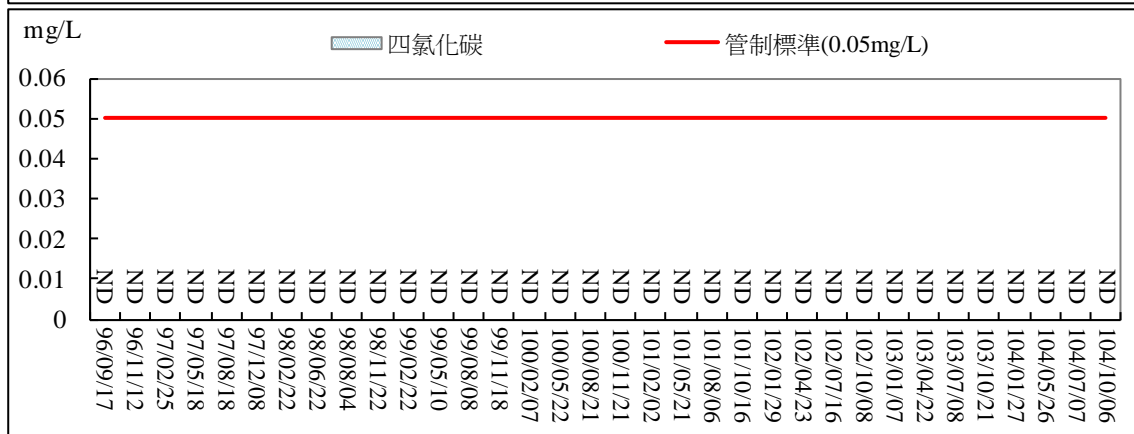 mg/L
四氯化碳 管制標準(0.05mg/L)
0.06
0.05
0.04
0.03
0.02
0.01
0
ND ND ND ND ND ND ND ND ND ND ND ND ND ND ND ND ND ND ND ND ND ND ND ND ND ND ND ND ND ND ND ND ND ND
96/09/17 96/11/12 97/02/25 97/05/18 97/08/18 97/12/08 98/02/22 98/06/22 98/08/04 98/11/22 99/02/22 99/05/10 99/08/08 99/11/18 100/02/07 100/05/22 100/08/21 100/11/21 101/02/02 101/05/21 101/08/06 101/10/16 102/01/29 102/04/23 102/07/16 102/10/08 103/01/07 103/04/22 103/07/08 103/10/21 104/01/27 104/05/26 104/07/07 104/10/06